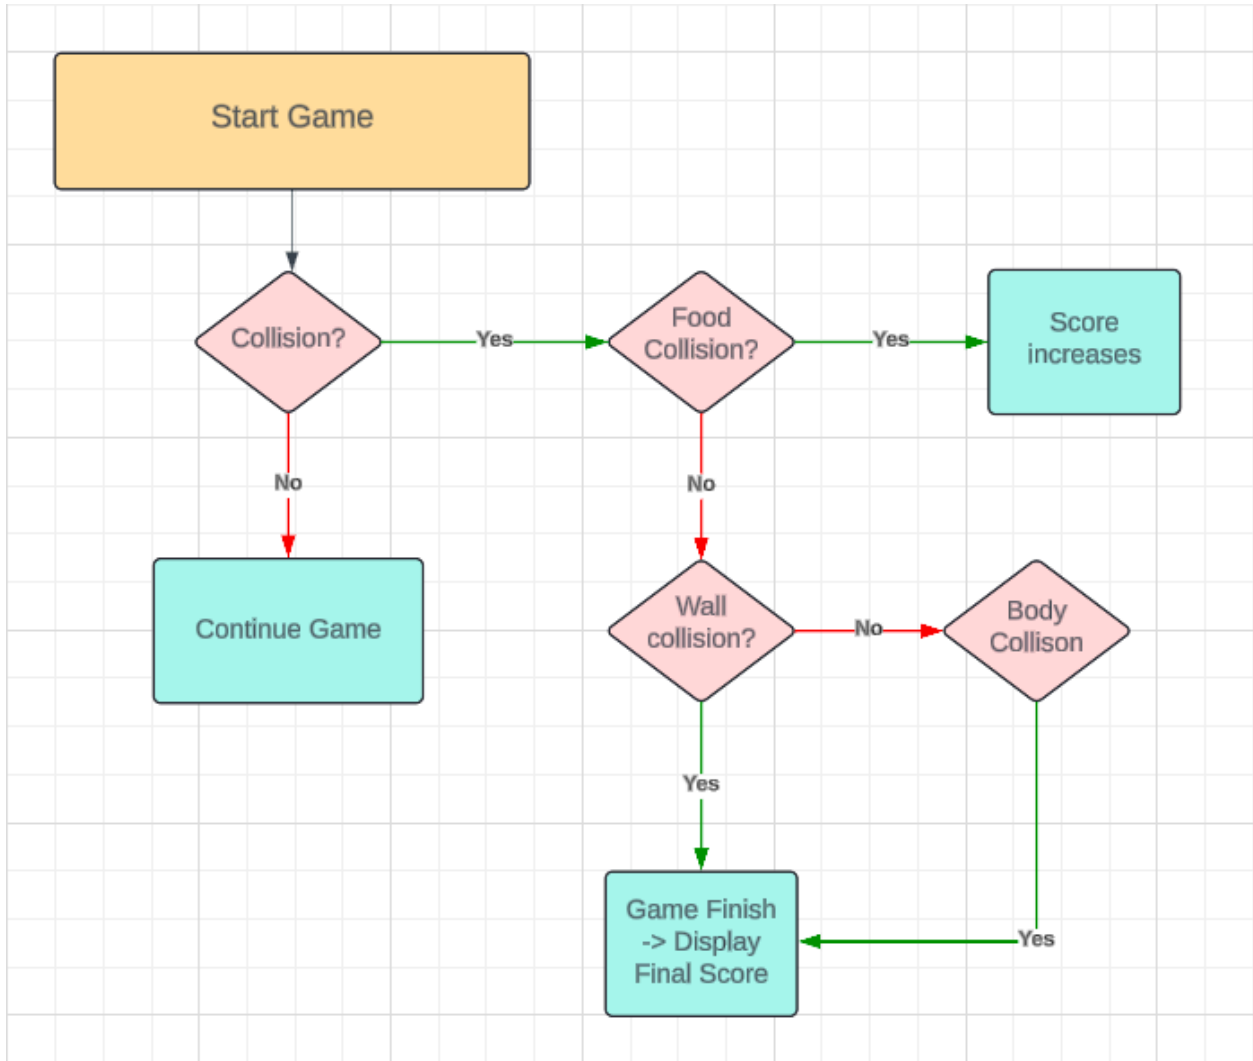 Start Game
Collision?
Yes
Food
Collision?
Yes
Score
increases
No
No
Continue Game
Wall
collision?
No
Body
Collison
Yes
Game Finish
-> Display
Final Score
Yes